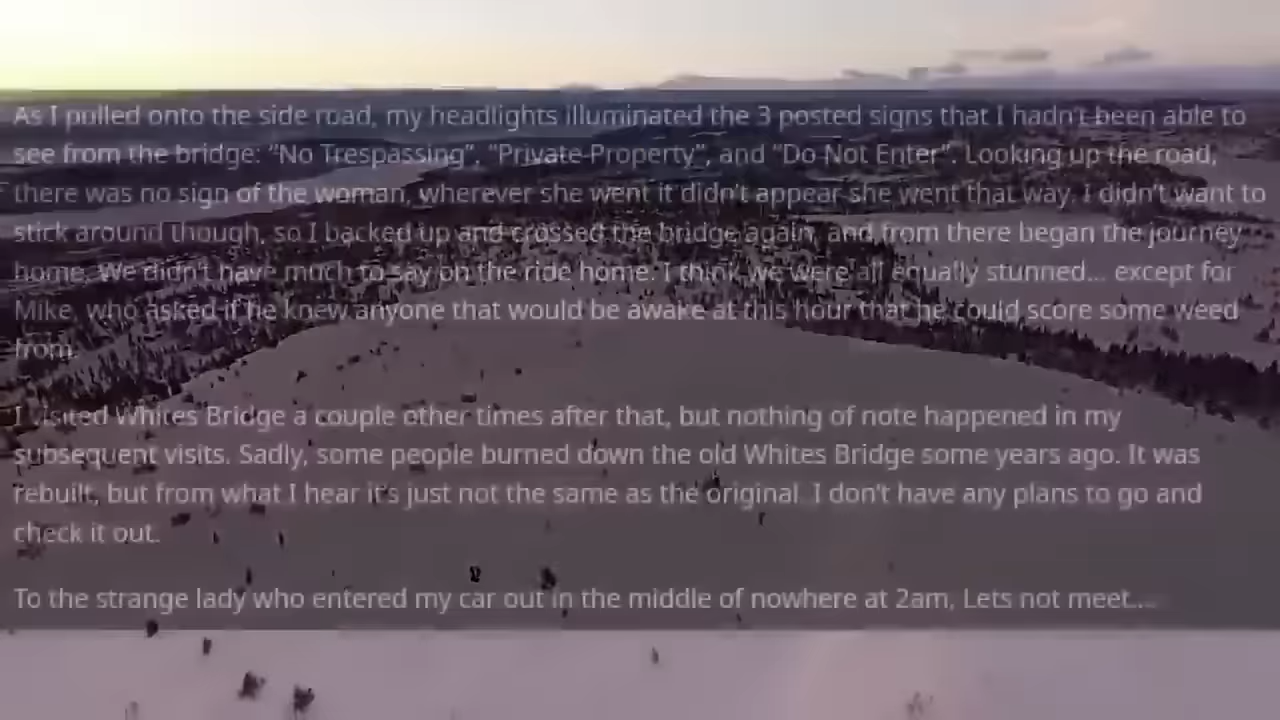 As I pulled onto the side road, my headlights illuminated the 3 posted signs that I hadn't been able to
see from the bridge: “No Trespassing”, “Private Property”, and “Do Not Enter”. Looking up the road,
there was no sign of the woman, wherever she went it didn't appear she went that way. I didn't want to
stick around though, so I backed up and crossed the bridge again, and from there began the journey
home. We didn't have much to say on the ride home. I think we were all equally stunned... except for
Mike, who asked if he knew anyone that would be awake at this hour that he could score some weed
from.
I visited Whites Bridge a couple other times after that, but nothing of note happened in my
subsequent visits. Sadly, some people burned down the old Whites Bridge some years ago. It was
rebuilt, but from what I hear it's just not the same as the original. I don't have any plans to go and
check it out.
To the strange lady who entered my car out in the middle of nowhere at 2am, Lets not meet...